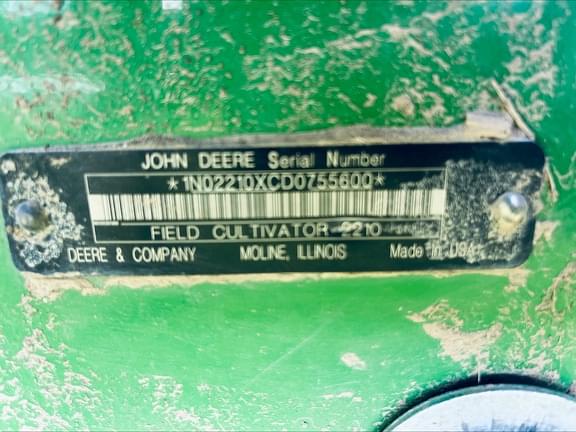 JOHN DEERE Serial Number
*1N02210XCD0755600*
FIELD CULTIVATOR 2210
DEERE & COMPANY MOLINE, ILLINOIS Made in USA